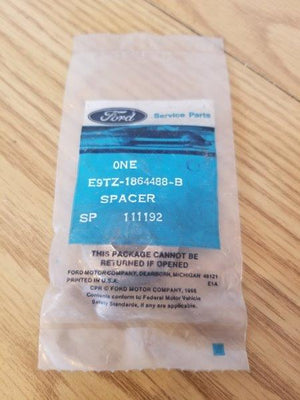 Ford Service Parts
ONE
E9TZ-1864488-B
SPACER
SP 111192
THIS PACKAGE CANNOT BE
RETURNED IF OPENED
FORD MOTOR COMPANY, DEARBORN, MICHIGAN 48121
PRINTED IN U.S.A. E1A
CPR © FORD MOTOR COMPANY, 1988
Contents conform to Federal Motor Vehicle
Safety Standards, if any are applicable.